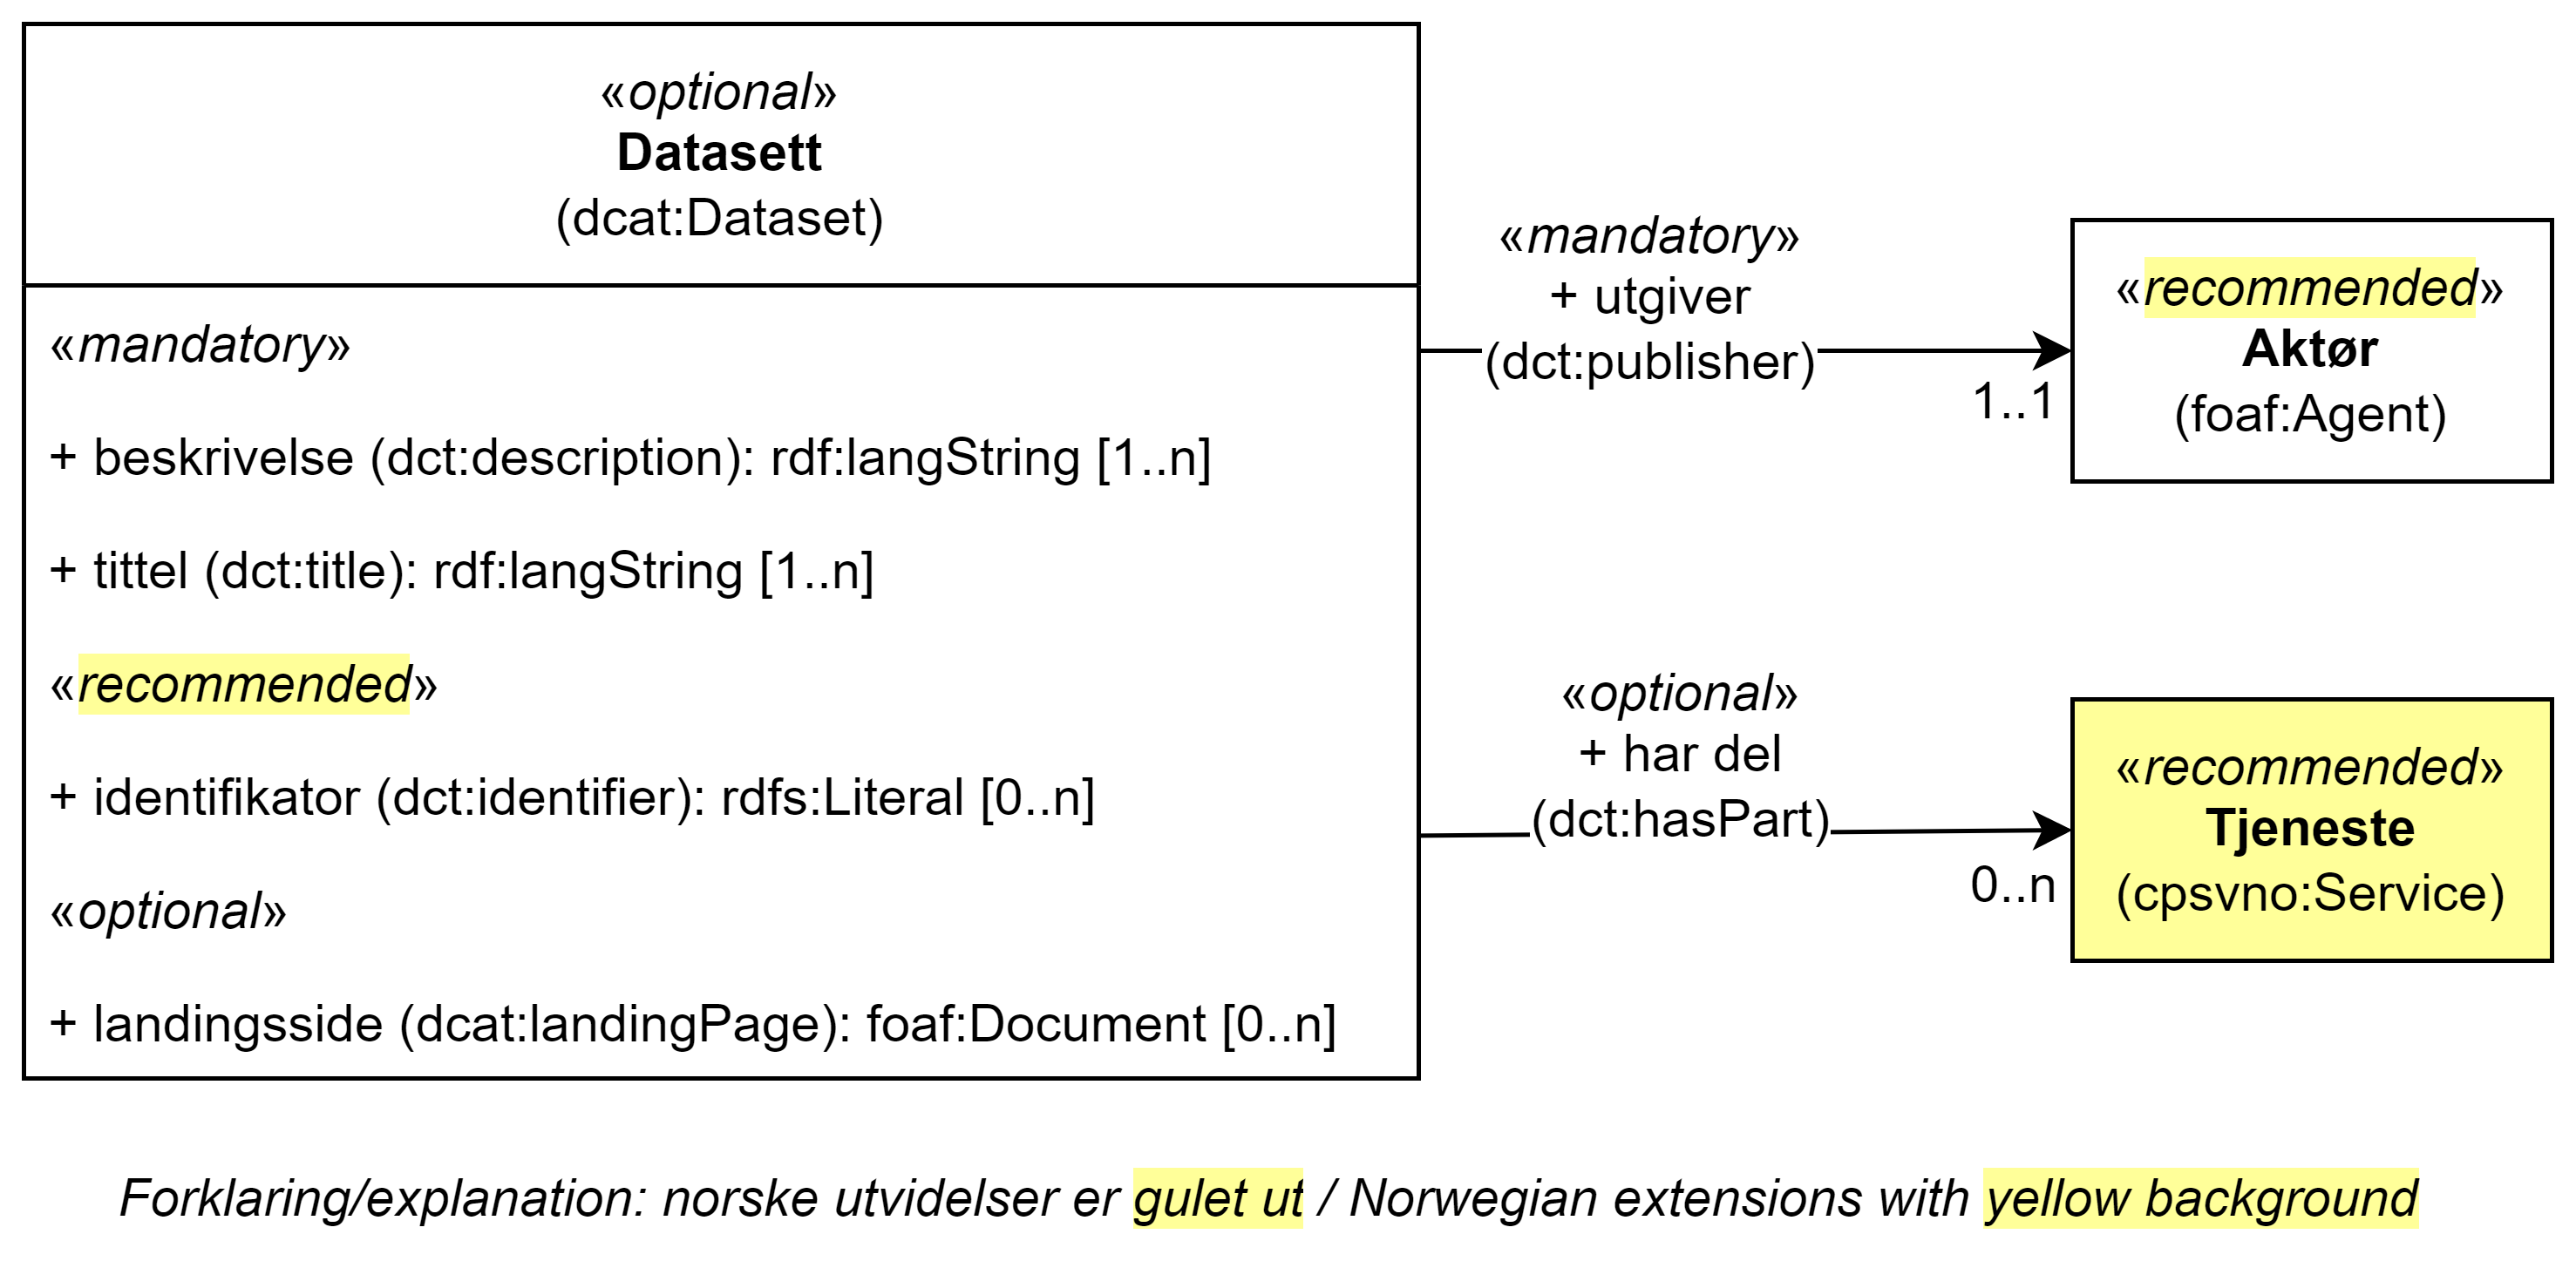 «optional»
Datasett
(dcat:Dataset)
«mandatory»
+ beskrivelse (dct:description): rdf:langString [1..n]
+ tittel (dct:title): rdf:langString [1..n]
«recommended»
+ identifikator (dct:identifier): rdfs:Literal [0..n]
«optional»
+ landingsside (dcat:landingPage): foaf:Document [0..n]
«mandatory»
+ utgiver
(dct:publisher)
1..1
«recommended»
Aktør
(foaf:Agent)
«optional»
+ har del
(dct:hasPart)
0..n
«recommended»
Tjeneste
(cpsvno:Service)
Forklaring/explanation: norske utvidelser er gulet ut / Norwegian extensions with yellow background